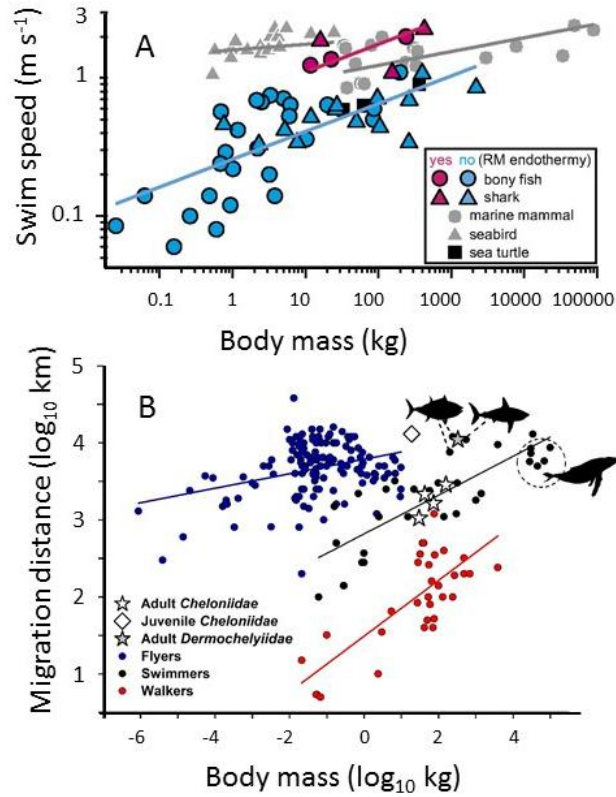 A
Swim speed (m s⁻¹)
3
1
0.1
yes no (RM endothermy)
bony fish
shark
marine mammal
seabird
sea turtle
0.1 1 10 100 1000 10000 100000
Body mass (kg)
B
Migration distance (log₁₀ km)
5
4
3
2
1
Adult Cheloniidae
Juvenile Cheloniidae
Adult Dermochelyiidae
Flyers
Swimmers
Walkers
-6 -4 -2 0 2 4
Body mass (log₁₀ kg)